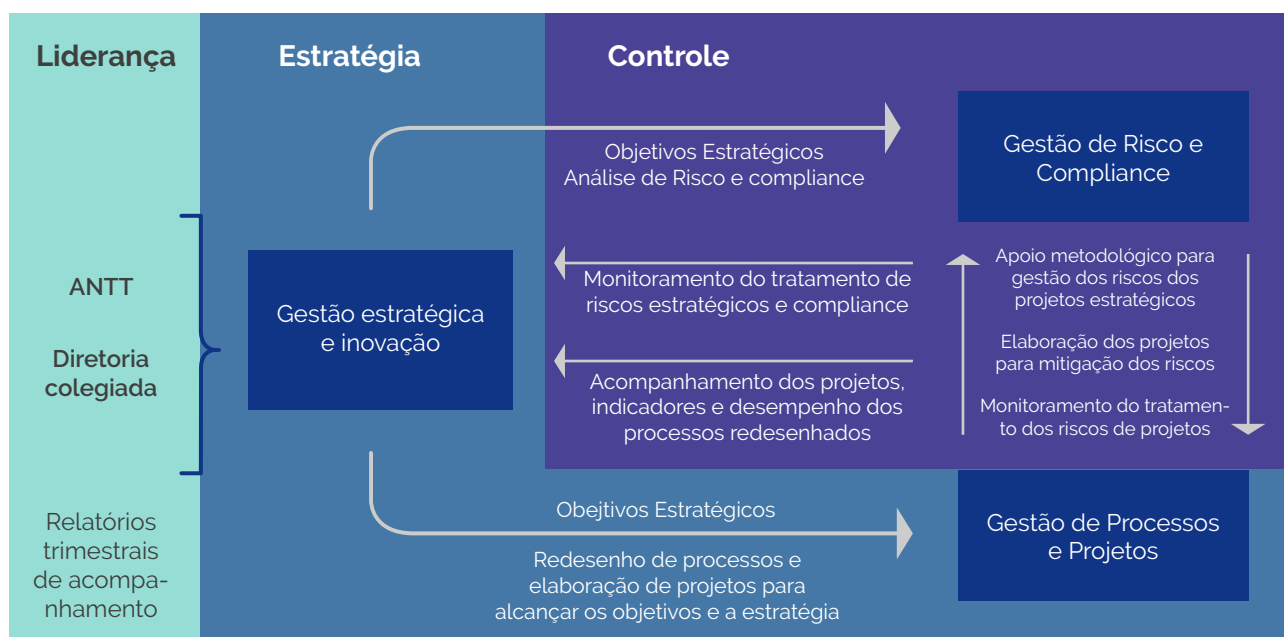 Liderança
Estratégia
Controle
Objetivos Estratégicos
Análise de Risco e compliance
Gestão de Risco e
Compliance
ANTT
Diretoria
colegiada
Gestão estratégica
e inovação
Monitoramento do tratamento de
riscos estratégicos e compliance
Acompanhamento dos projetos,
indicadores e desempenho dos
processos redesenhados
Apoio metodológico para
gestão dos riscos dos
projetos estratégicos
Elaboração dos projetos
para mitigação dos riscos
Monitoramento do tratamen-
to dos riscos de projetos
Relatórios
trimestrais
de acompa-
nhamento
Obejtivos Estratégicos
Redesenho de processos e
elaboração de projetos para
alcançar os objetivos e a estratégia
Gestão de Processos
e Projetos